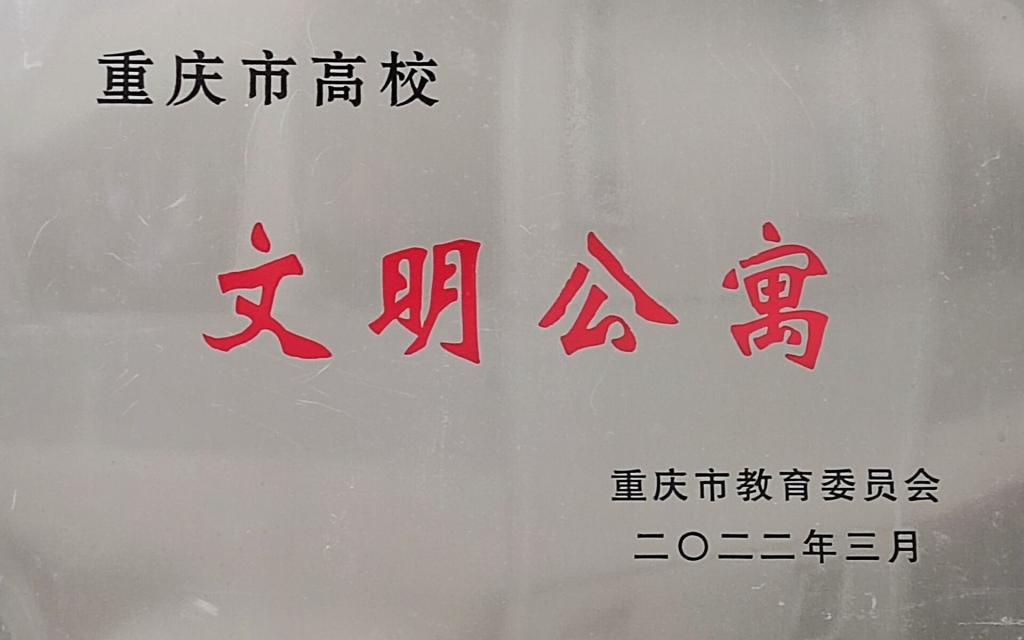 重庆市高校
文明公寓
重庆市教育委员会
二〇二二年三月